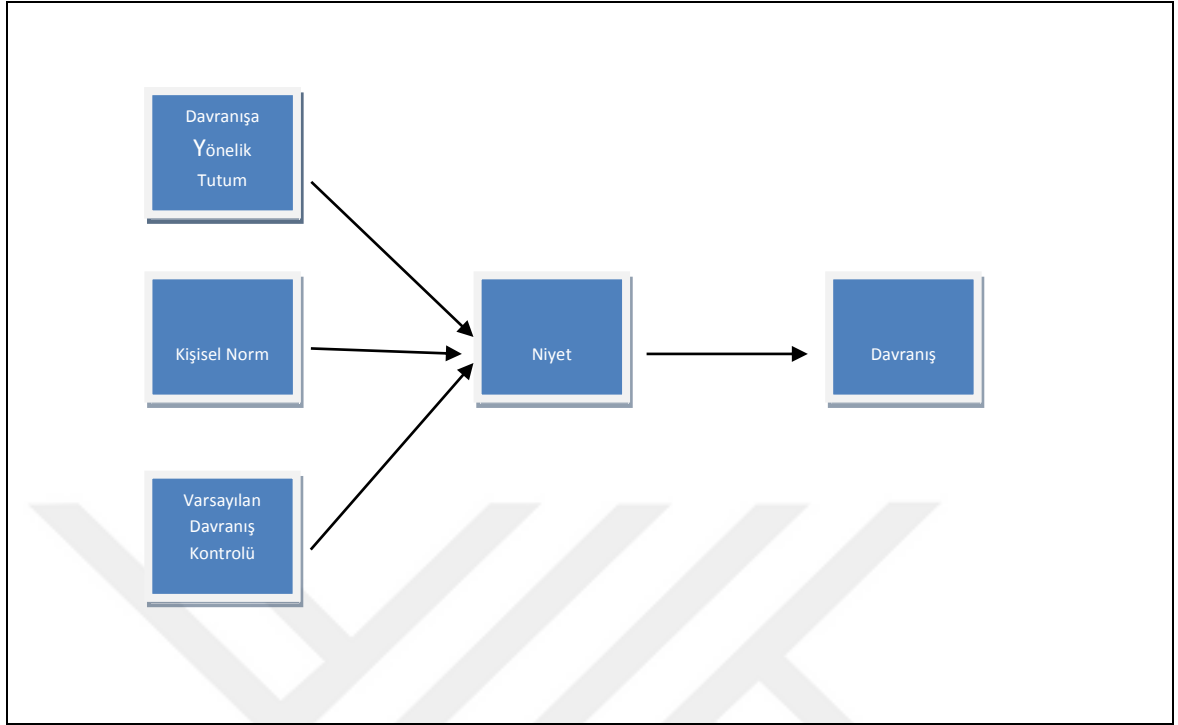 Davranışa
Yönelik
Tutum
Kişisel Norm
Niyet
Davranış
Varsayılan
Davranış
Kontrolü